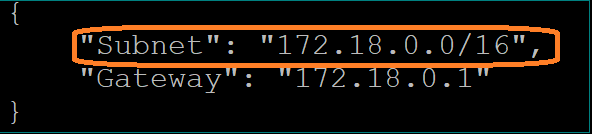 {
"Subnet": "172.18.0.0/16",
"Gateway": "172.18.0.1"
}